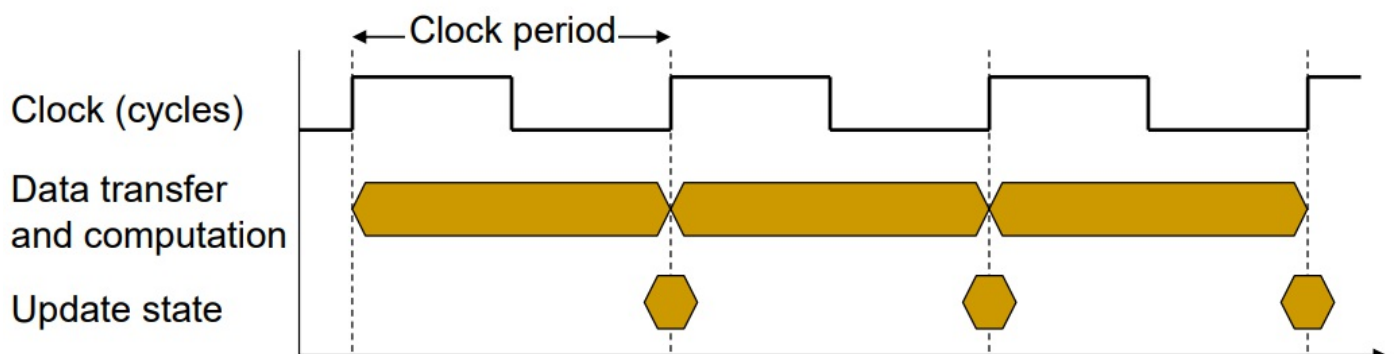 Clock period
Clock (cycles)
Data transfer
and computation
Update state